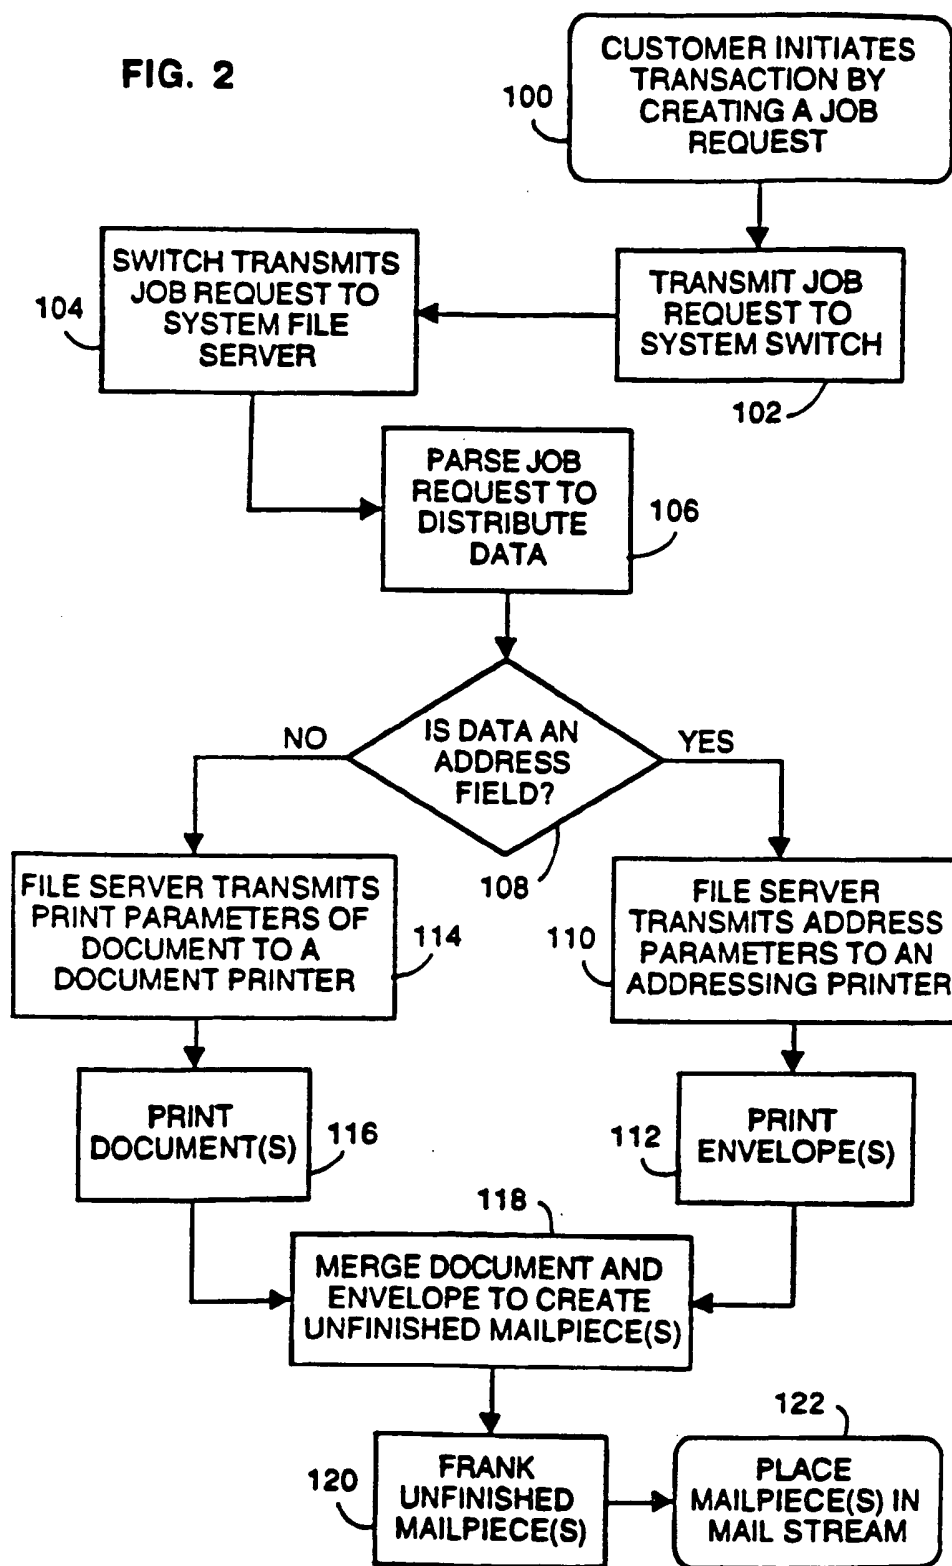 FIG. 2
CUSTOMER INITIATES
TRANSACTION BY
CREATING A JOB
REQUEST
100
TRANSMIT JOB
REQUEST TO
SYSTEM SWITCH
102
SWITCH TRANSMITS
JOB REQUEST TO
SYSTEM FILE
SERVER
104
PARSE JOB
REQUEST TO
DISTRIBUTE
DATA
106
IS DATA AN
ADDRESS
FIELD?
108
NO
YES
FILE SERVER TRANSMITS
PRINT PARAMETERS OF
DOCUMENT TO A
DOCUMENT PRINTER
114
110
FILE SERVER
TRANSMITS ADDRESS
PARAMETERS TO AN
ADDRESSING PRINTER
PRINT
DOCUMENT(S)
116
112
PRINT
ENVELOPE(S)
118
MERGE DOCUMENT AND
ENVELOPE TO CREATE
UNFINISHED MAILPIECE(S)
120
FRANK
UNFINISHED
MAILPIECE(S)
122
PLACE
MAILPIECE(S) IN
MAIL STREAM